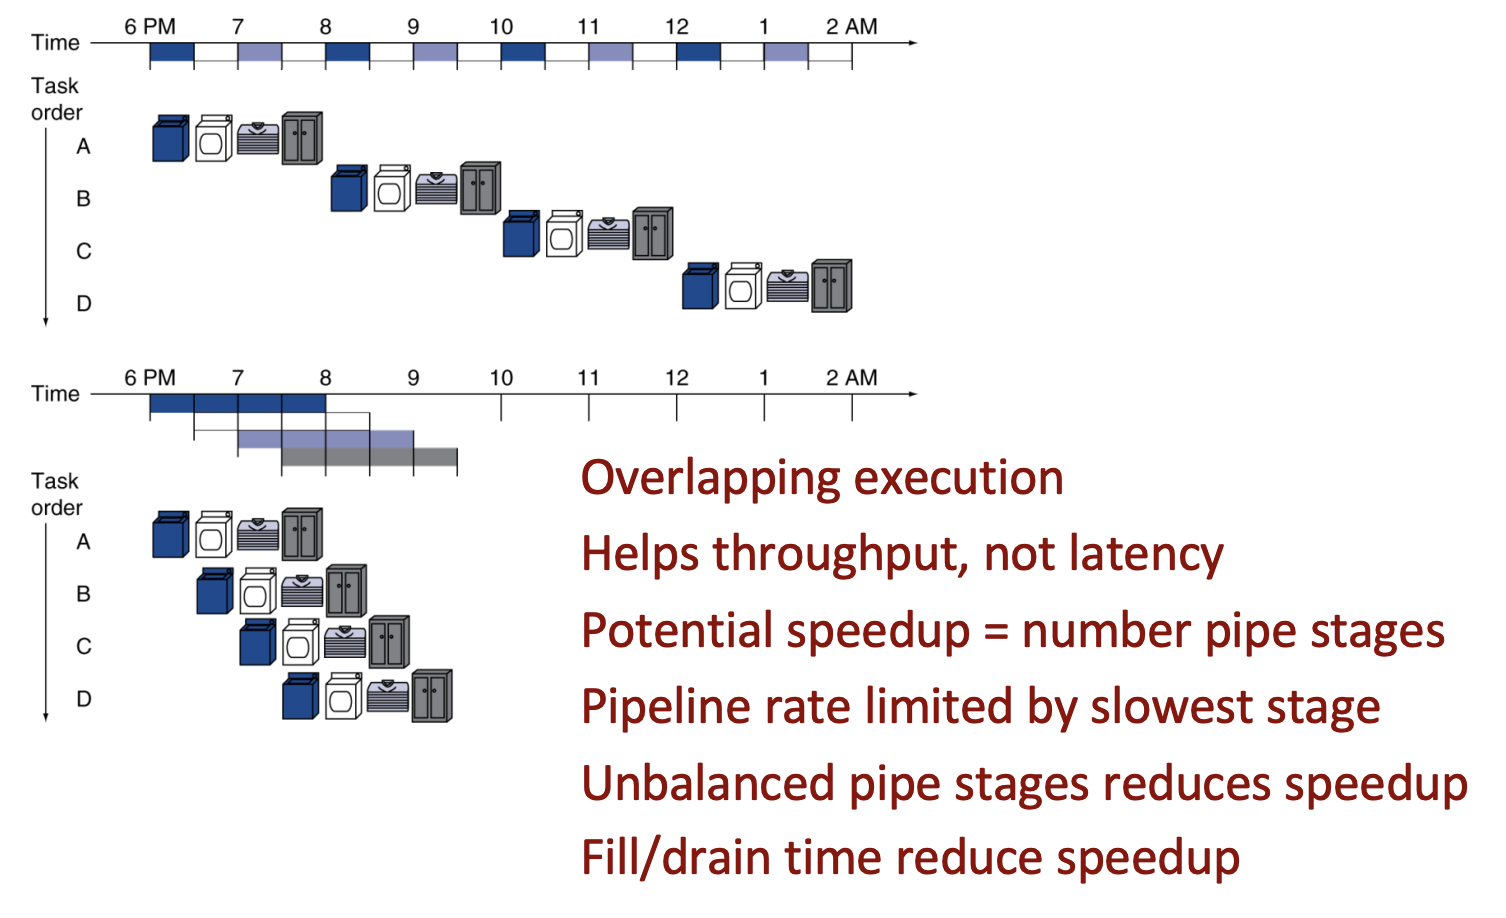 6 PM 7 8 9 10 11 12 1 2 AM
Time
Task
order
A
B
C
D
6 PM 7 8 9 10 11 12 1 2 AM
Time
Task
order
A
B
C
D
Overlapping execution
Helps throughput, not latency
Potential speedup = number pipe stages
Pipeline rate limited by slowest stage
Unbalanced pipe stages reduces speedup
Fill/drain time reduce speedup